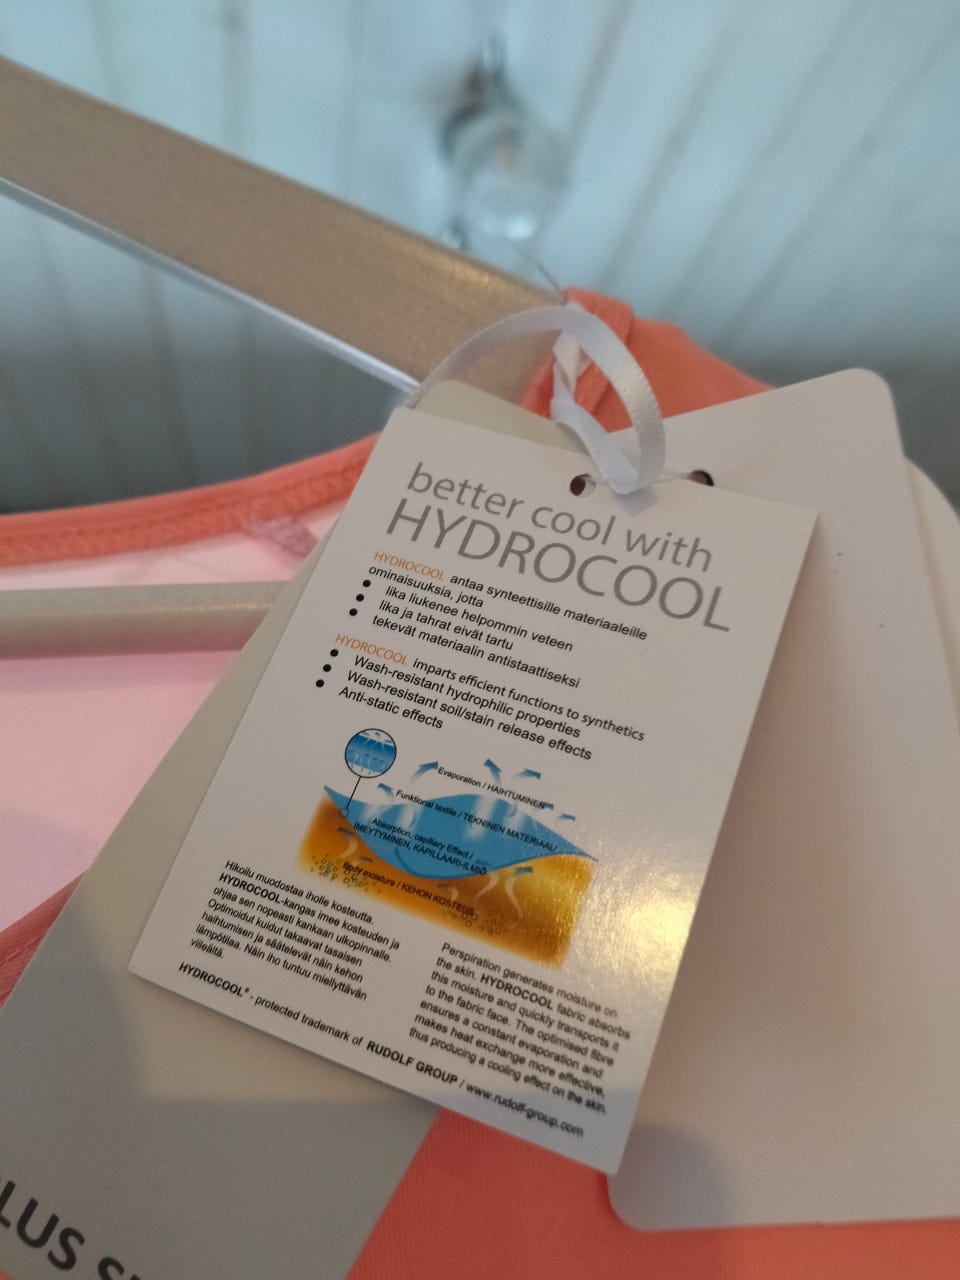 better cool with
HYDROCOOL
HYDROCOOL antaa synteettisille materiaaleille
ominaisuuksia, jotta
• lika liukenee helpommin veteen
• lika ja tahrat eivät tartu
• tekevät materiaalin antistaattiseksi
HYDROCOOL imparts efficient functions to synthetics
• Wash-resistant hydrophilic properties
• Wash-resistant soil/stain release effects
• Anti-static effects
Evaporation / HAIHTUMINEN
Funktional textile / TEKNINEN MATERIAALI
Absorption, capillary Effect /
IMEYTYMINEN, KAPILLAARI-ILMIÖ
Body moisture / KEHON KOSTEUS
Hikoilu muodostaa iholle kosteutta.
HYDROCOOL-kangas imee kosteuden ja
ohjaa sen nopeasti kankaan ulkopinnalle.
Optimoidut kuidut takaavat tasaisen
haihtumisen ja säätelevät näin kehon
lämpötilaa. Näin iho tuntuu miellyttävän
viileältä.
Perspiration generates moisture on
the skin. HYDROCOOL fabric absorbs
this moisture and quickly transports it
to the fabric face. The optimised fibre
ensures a constant evaporation and
makes heat exchange more effective,
thus producing a cooling effect on the skin.
HYDROCOOL® - protected trademark of RUDOLF GROUP / www.rudolf-group.com
LUS